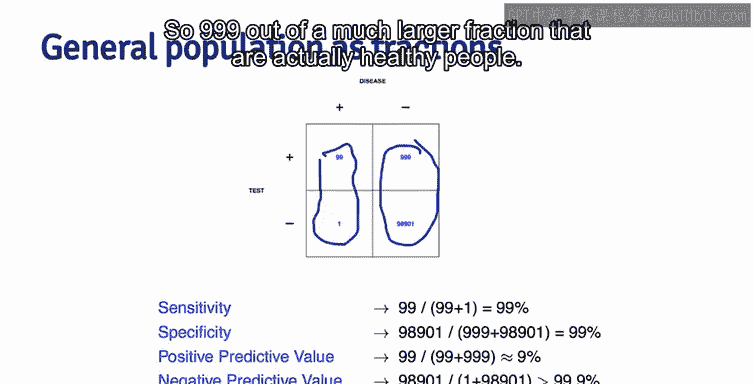 So 999 out of a much larger fraction that
are actually healthy people.
General population as fractions
DISEASE
+ −
+ 99 999
TEST
− 1 98901
Sensitivity → 99 / (99+1) = 99%
Specificity → 98901 / (999+98901) = 99%
Positive Predictive Value → 99 / (99+999) ≈ 9%
Negative Predictive Value → 98901 / (1+98901) > 99.9%